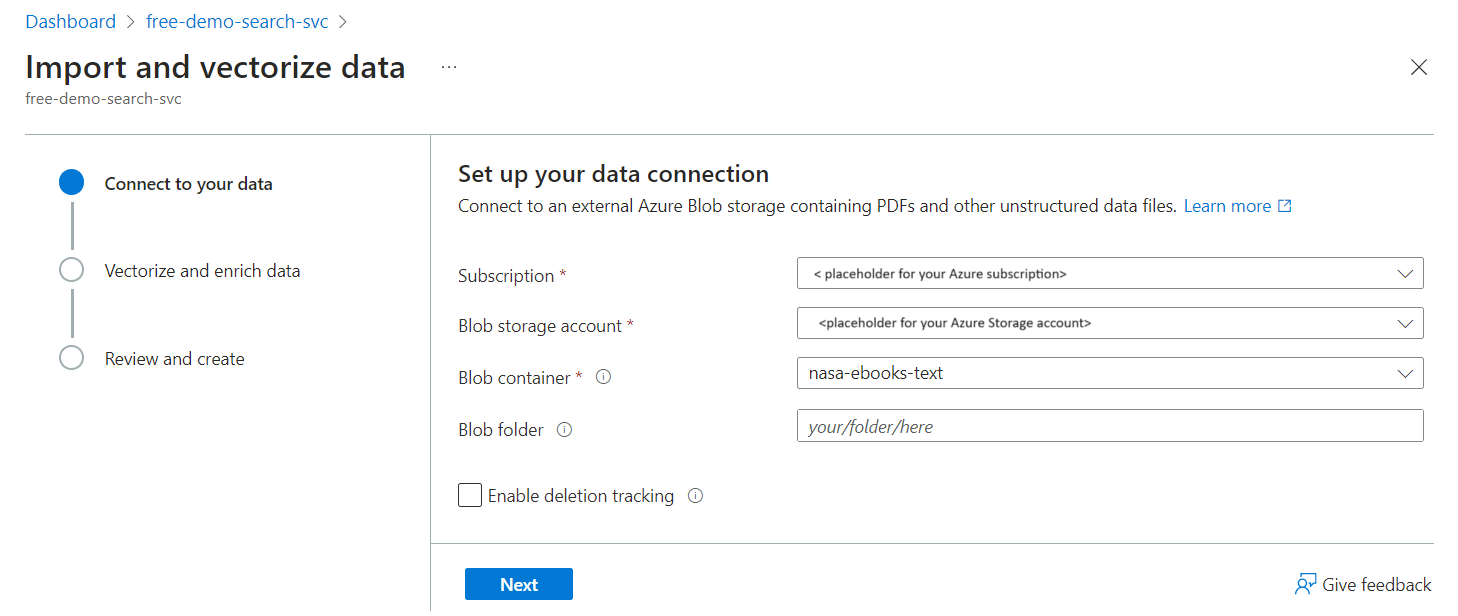 Dashboard > free-demo-search-svc >
Import and vectorize data ...
free-demo-search-svc
Connect to your data
Vectorize and enrich data
Review and create
Set up your data connection
Connect to an external Azure Blob storage containing PDFs and other unstructured data files. Learn more
Subscription * < placeholder for your Azure subscription>
Blob storage account * <placeholder for your Azure Storage account>
Blob container * nasa-ebooks-text
Blob folder your/folder/here
Enable deletion tracking
Next
Give feedback